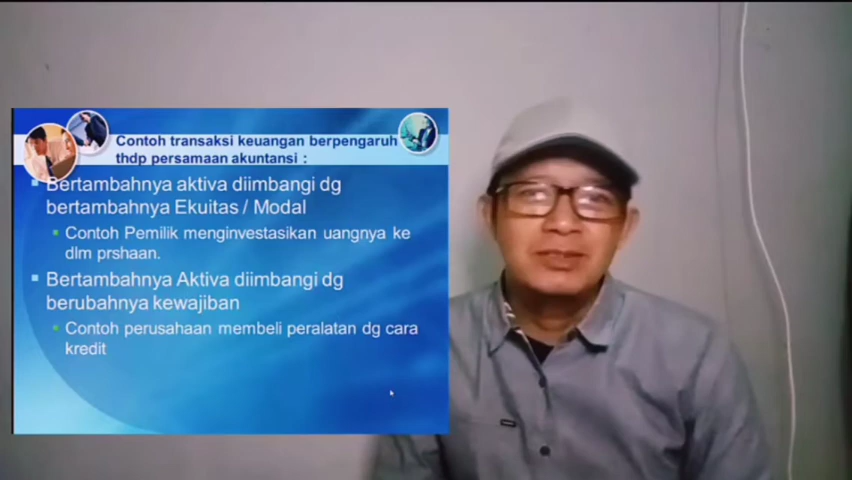 Contoh transaksi keuangan berpengaruh
thdp persamaan akuntansi :
Bertambahnya aktiva diimbangi dg
bertambahnya Ekuitas / Modal
Contoh Pemilik menginvestasikan uangnya ke
dlm prshaan.
Bertambahnya Aktiva diimbangi dg
berubahnya kewajiban
Contoh perusahaan membeli peralatan dg cara
kredit